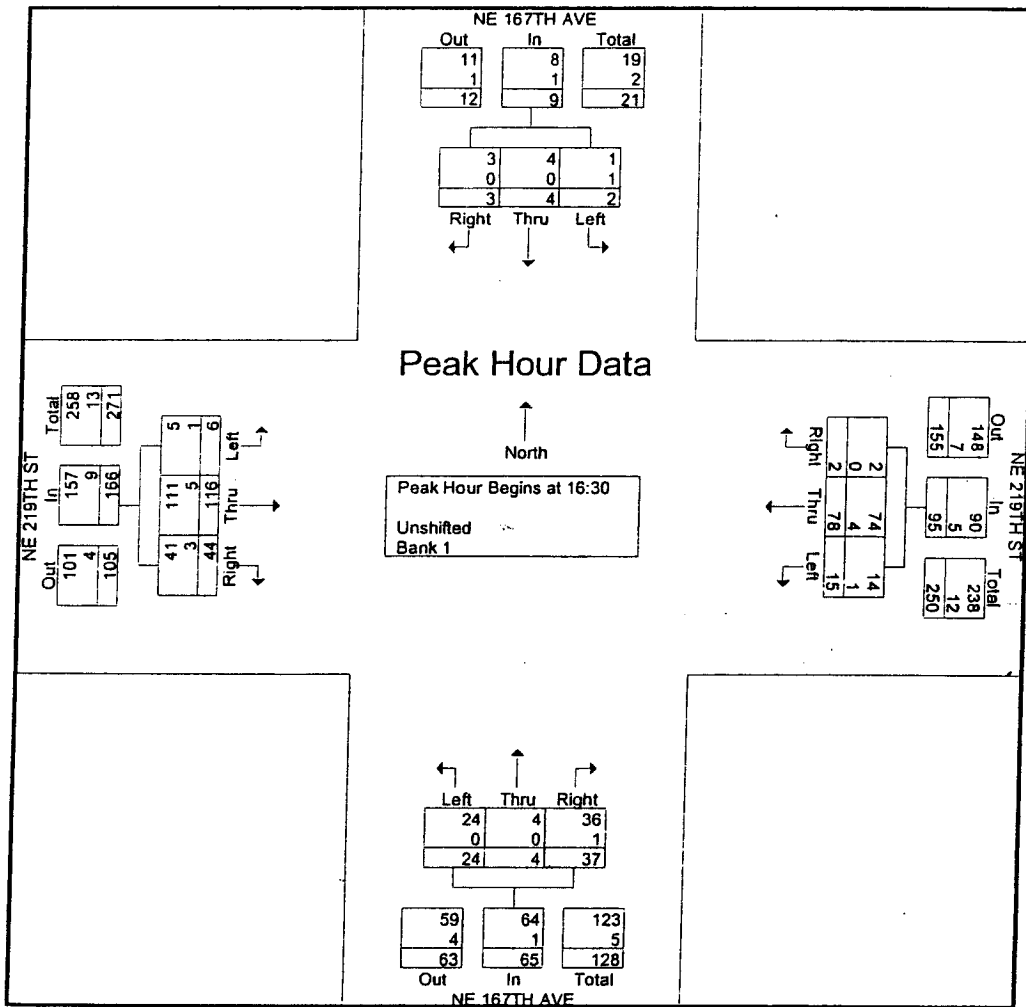 NE 167TH AVE
Out In Total
11 8 19
1 1 2
12 9 21
3 4 1
0 0 1
3 4 2
Right Thru Left
Peak Hour Data
North
Peak Hour Begins at 16:30
Unshifted
Bank 1
NE 219TH ST
Out In Total
101 157 258
4 9 13
105 166 271
41 111 5
3 5 1
44 116 6
Right Thru Left
NE 219TH ST
Out In Total
148 90 238
7 5 12
155 95 250
2 74 14
0 4 1
2 78 15
Right Thru Left
Left Thru Right
24 4 36
0 0 1
24 4 37
59 64 123
4 1 5
63 65 128
Out In Total
NE 167TH AVE